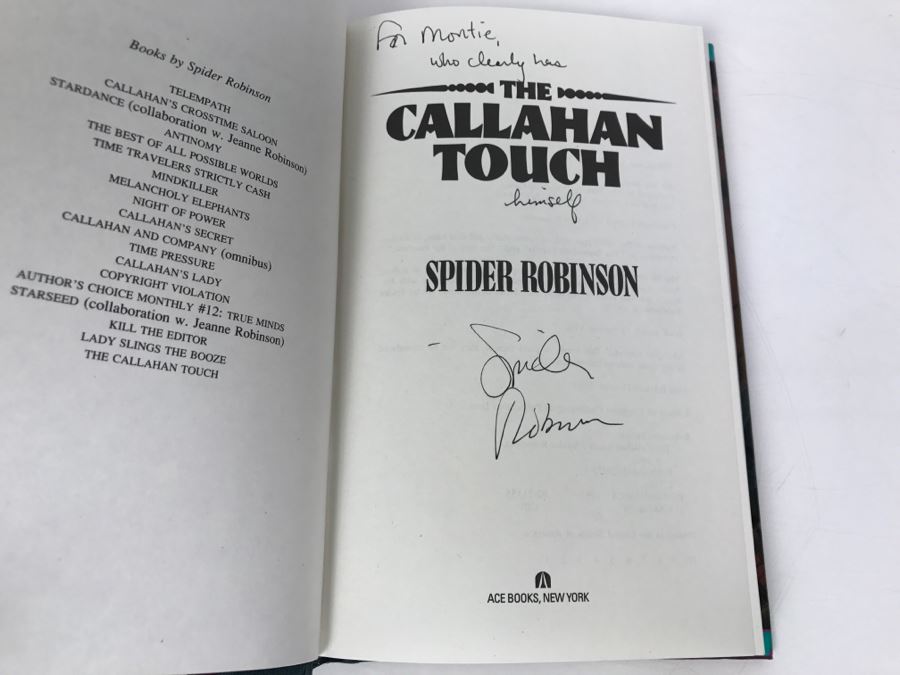 Books by Spider Robinson
TELEMPATH
CALLAHAN'S CROSSTIME SALOON
STARDANCE (collaboration w. Jeanne Robinson)
ANTINOMY
THE BEST OF ALL POSSIBLE WORLDS
TIME TRAVELERS STRICTLY CASH
MINDKILLER
MELANCHOLY ELEPHANTS
NIGHT OF POWER
CALLAHAN'S SECRET
CALLAHAN AND COMPANY (omnibus)
TIME PRESSURE
CALLAHAN'S LADY
COPYRIGHT VIOLATION
AUTHOR'S CHOICE MONTHLY #12: TRUE MINDS
STARSEED (collaboration w. Jeanne Robinson)
KILL THE EDITOR
LADY SLINGS THE BOOZE
THE CALLAHAN TOUCH
For Montie,
who clearly has
THE
CALLAHAN
TOUCH
himself
SPIDER ROBINSON
- Spider
Robinson
ACE BOOKS, NEW YORK